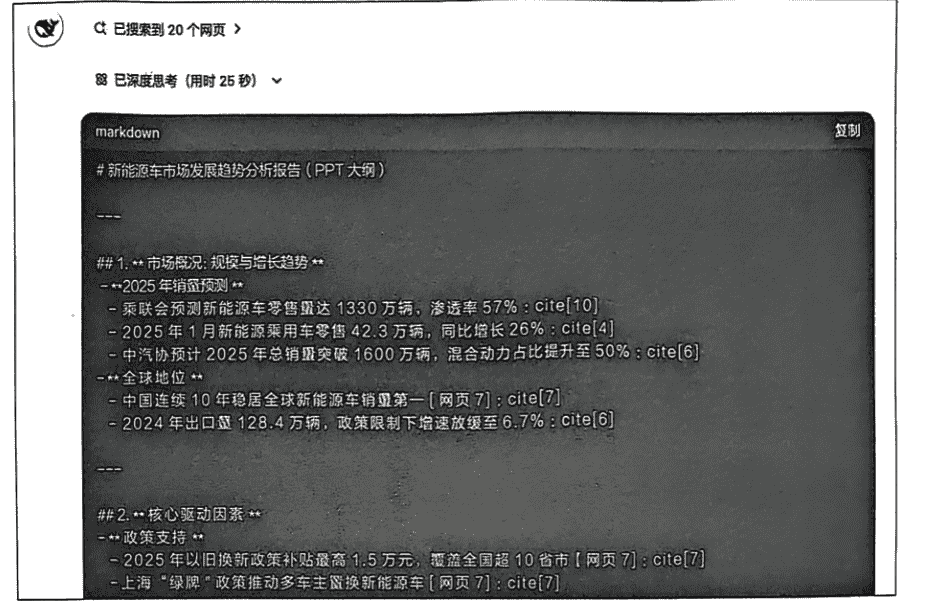 已搜索到 20 个网页 >
已深度思考（用时 25 秒）
markdown 复制
# 新能源车市场发展趋势分析报告（PPT 大纲）
---
## 1. ** 市场概况: 规模与增长趋势 **
-**2025 年销量预测 **
- 乘联会预测新能源车零售量达 1330 万辆，渗透率 57% : cite[10]
- 2025 年 1 月新能源乘用车零售 42.3 万辆，同比增长 26% : cite[4]
- 中汽协预计 2025 年总销量突破 1600 万辆，混合动力占比提升至 50% : cite[6]
-** 全球地位 **
- 中国连续 10 年稳居全球新能源车销量第一 [ 网页 7] : cite[7]
- 2024 年出口量 128.4 万辆，政策限制下增速放缓至 6.7% : cite[6]
---
## 2. ** 核心驱动因素 **
-** 政策支持 **
- 2025 年以旧换新政策补贴最高 1.5 万元，覆盖全国超 10 省市【 网页 7] : cite[7]
- 上海“绿牌”政策推动多车主置换新能源车 [ 网页 7] : cite[7]